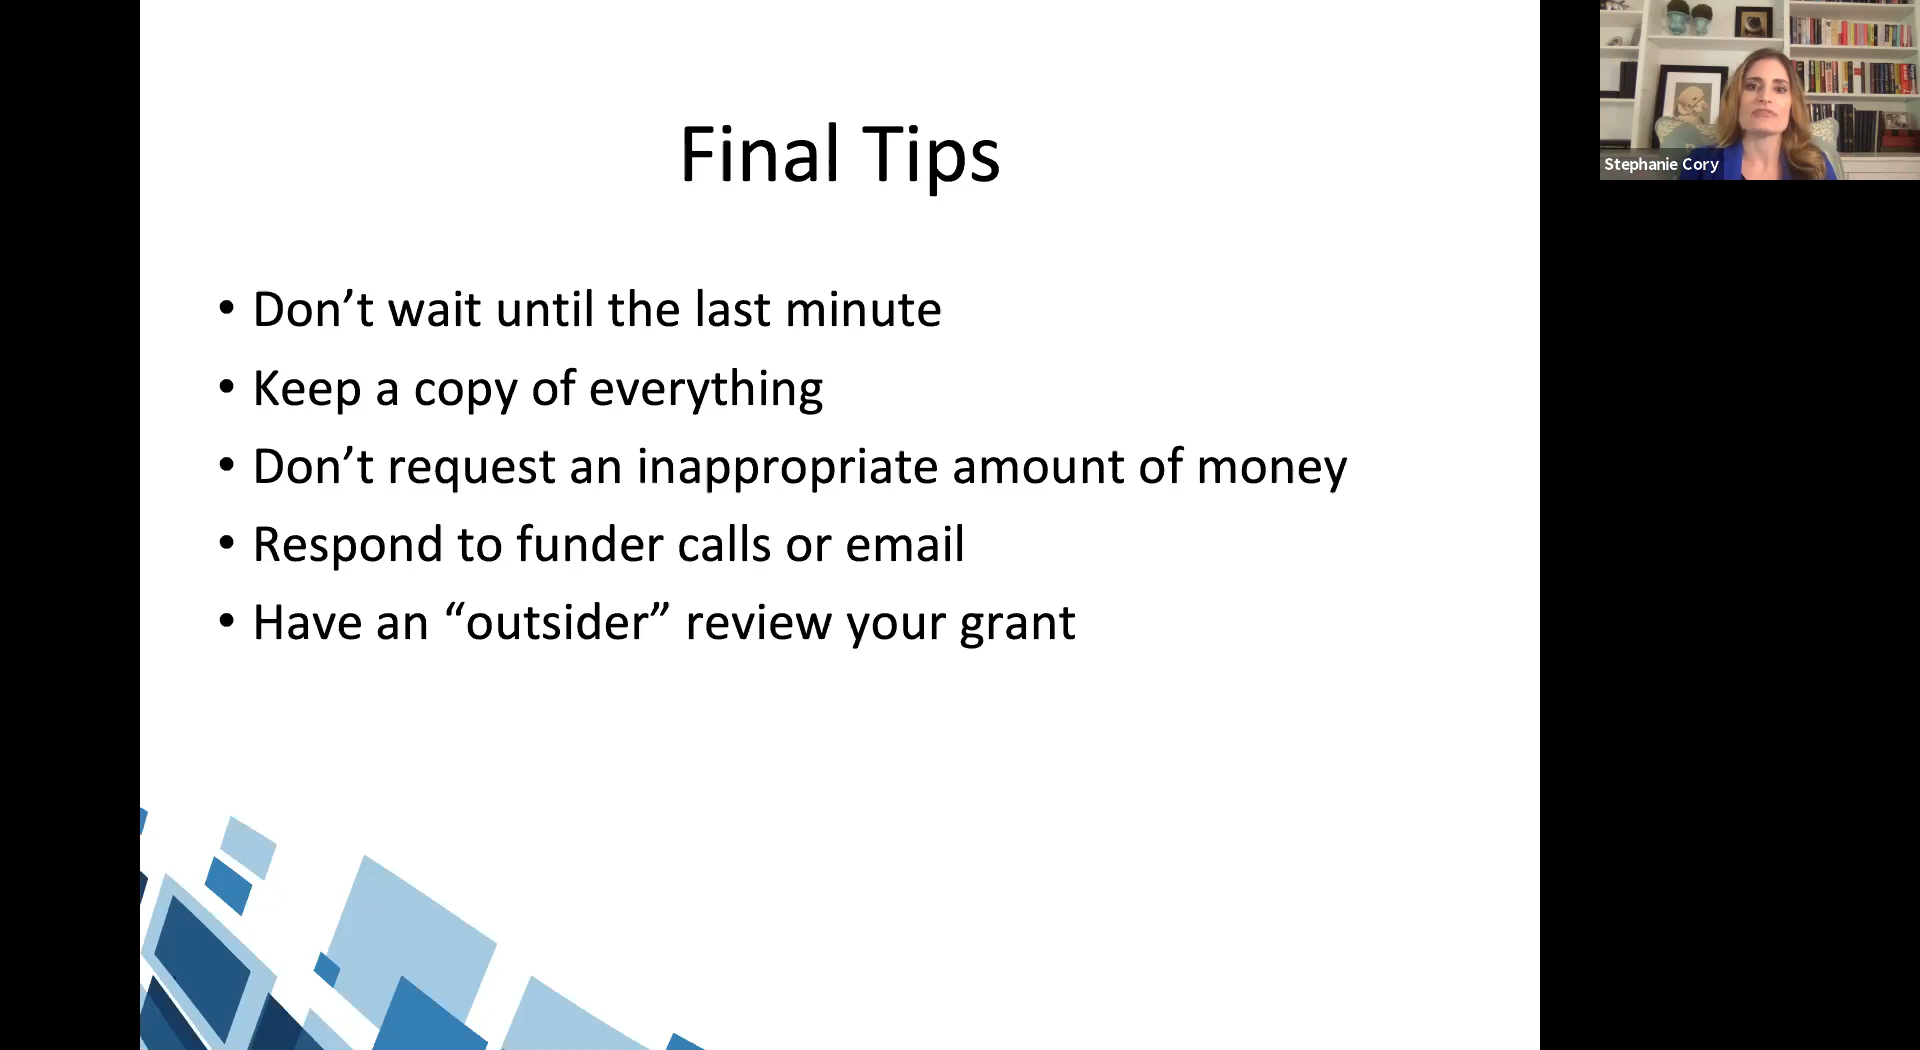 Final Tips
• Don’t wait until the last minute
• Keep a copy of everything
• Don’t request an inappropriate amount of money
• Respond to funder calls or email
• Have an “outsider” review your grant
Stephanie Cory